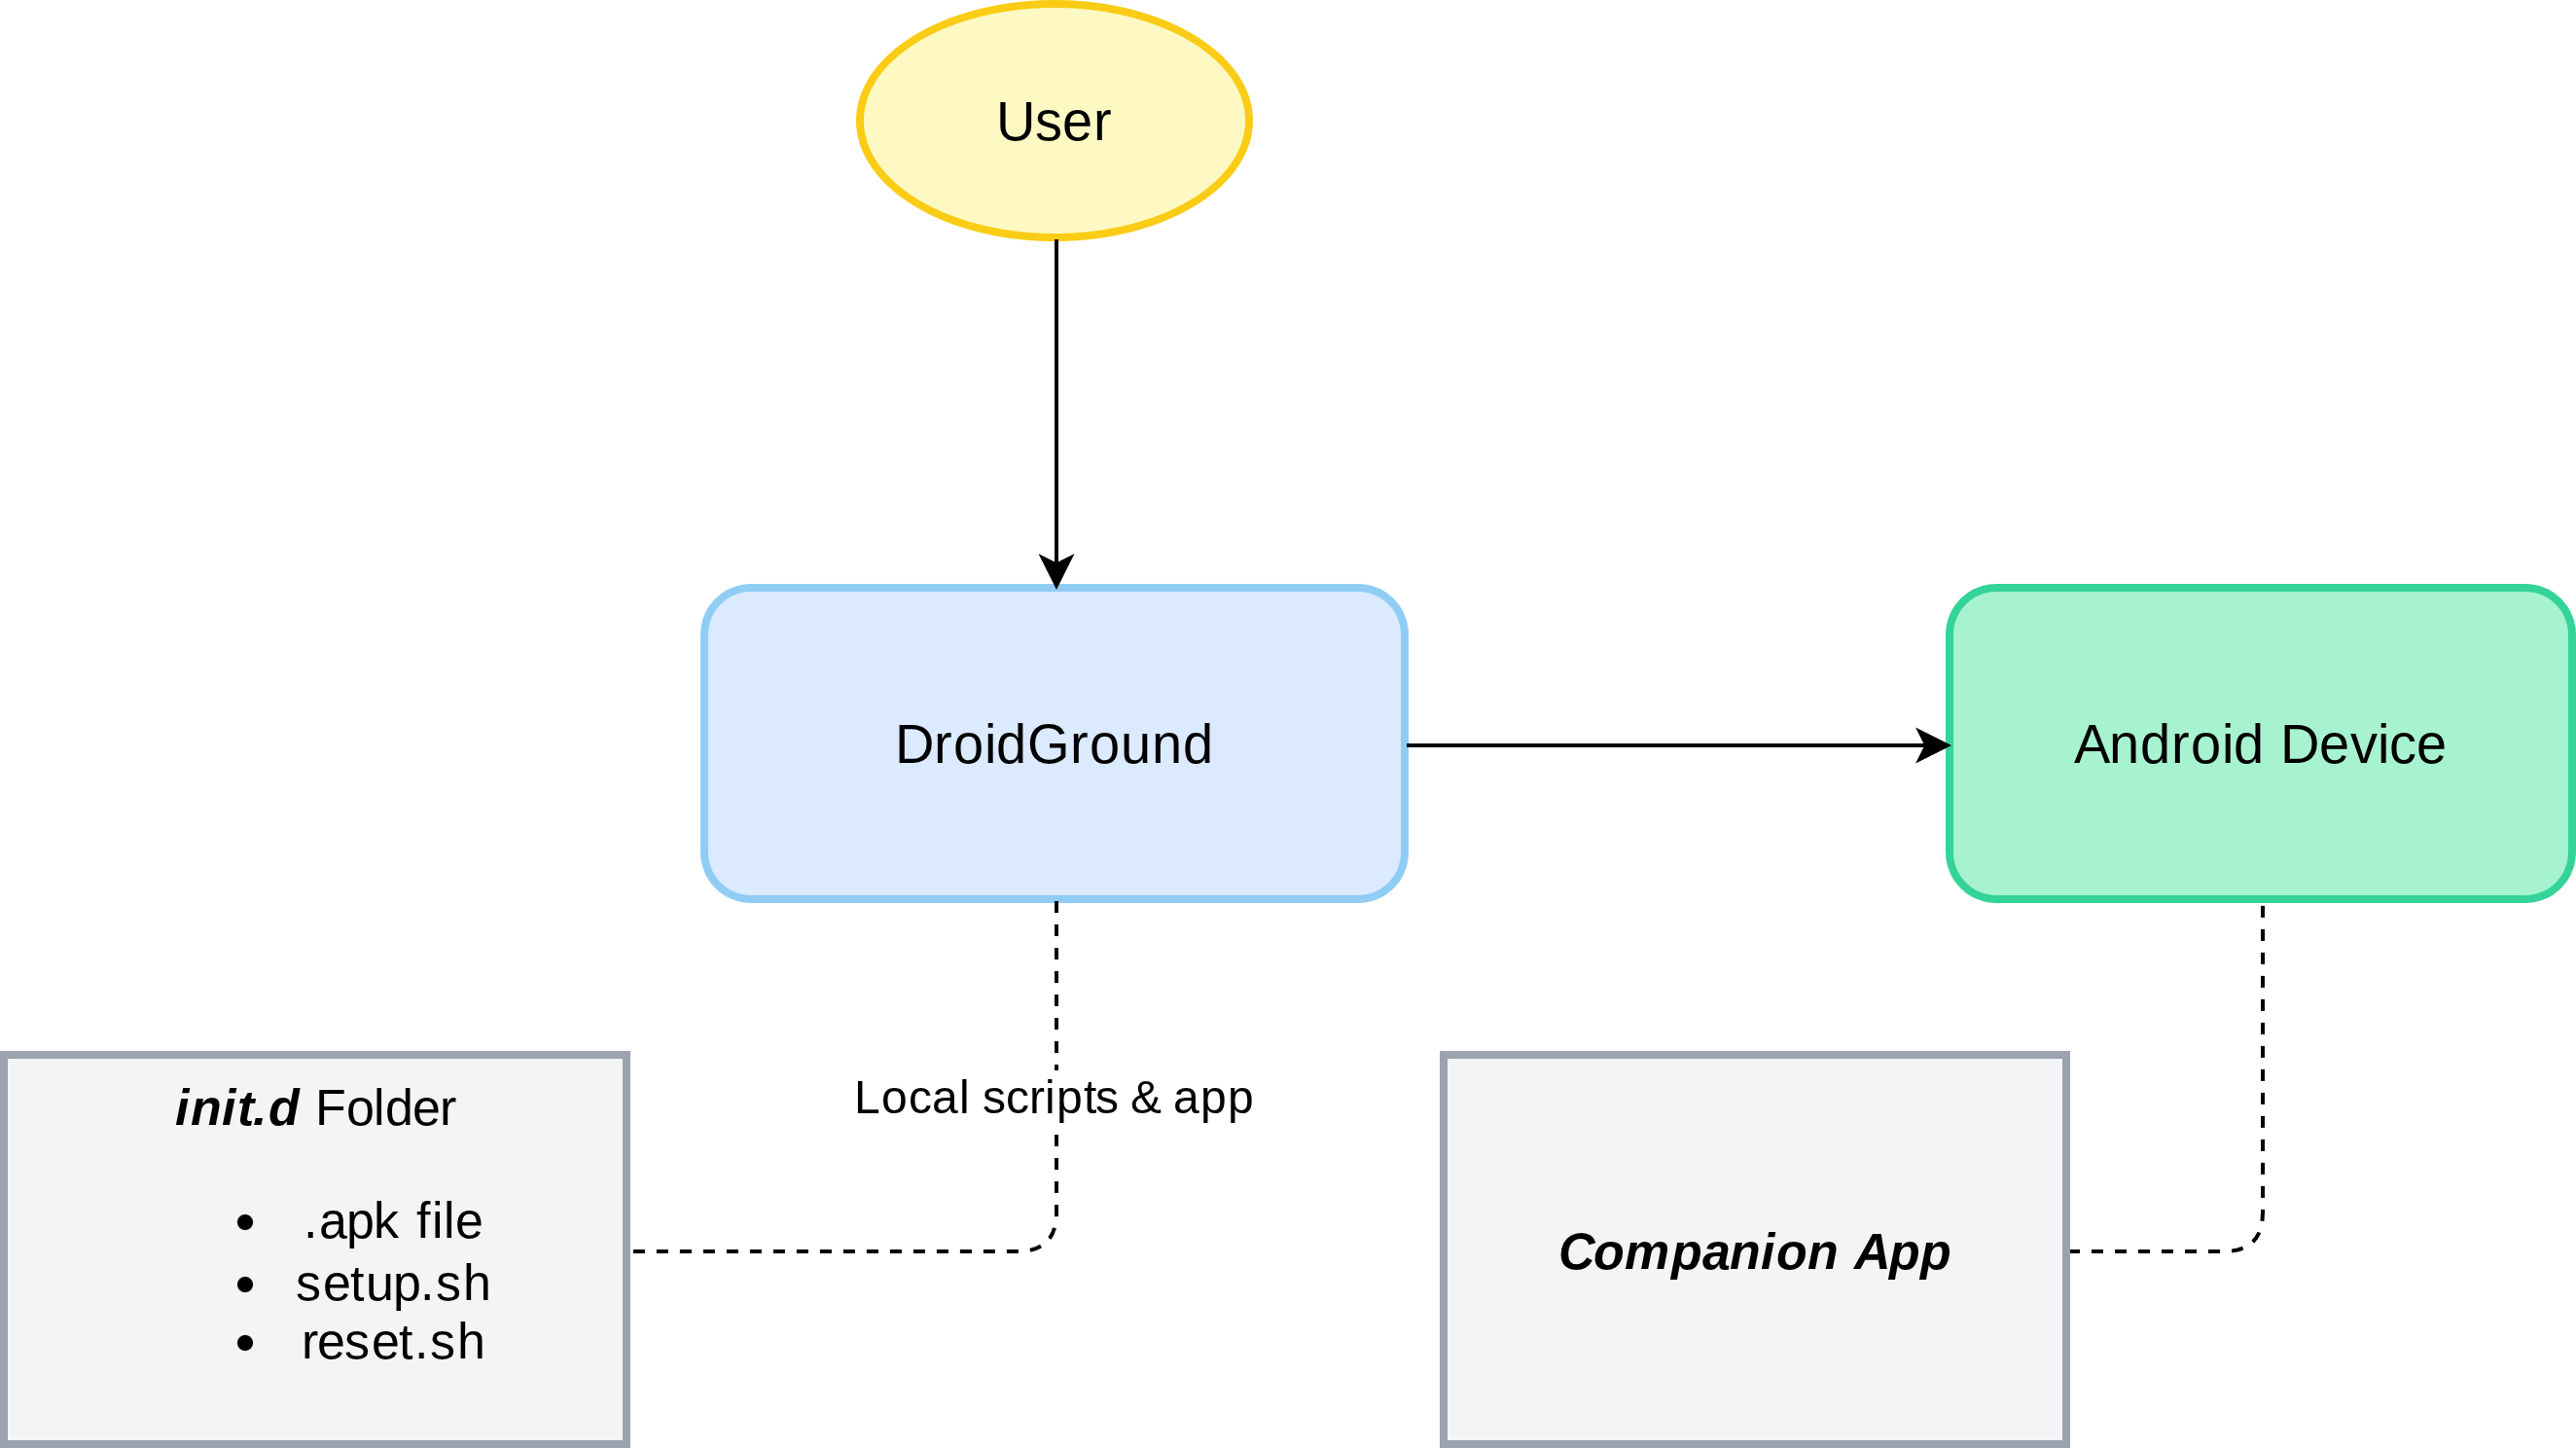 User
DroidGround
Android Device
Local scripts & app
init.d Folder
.apk file
setup.sh
reset.sh
Companion App